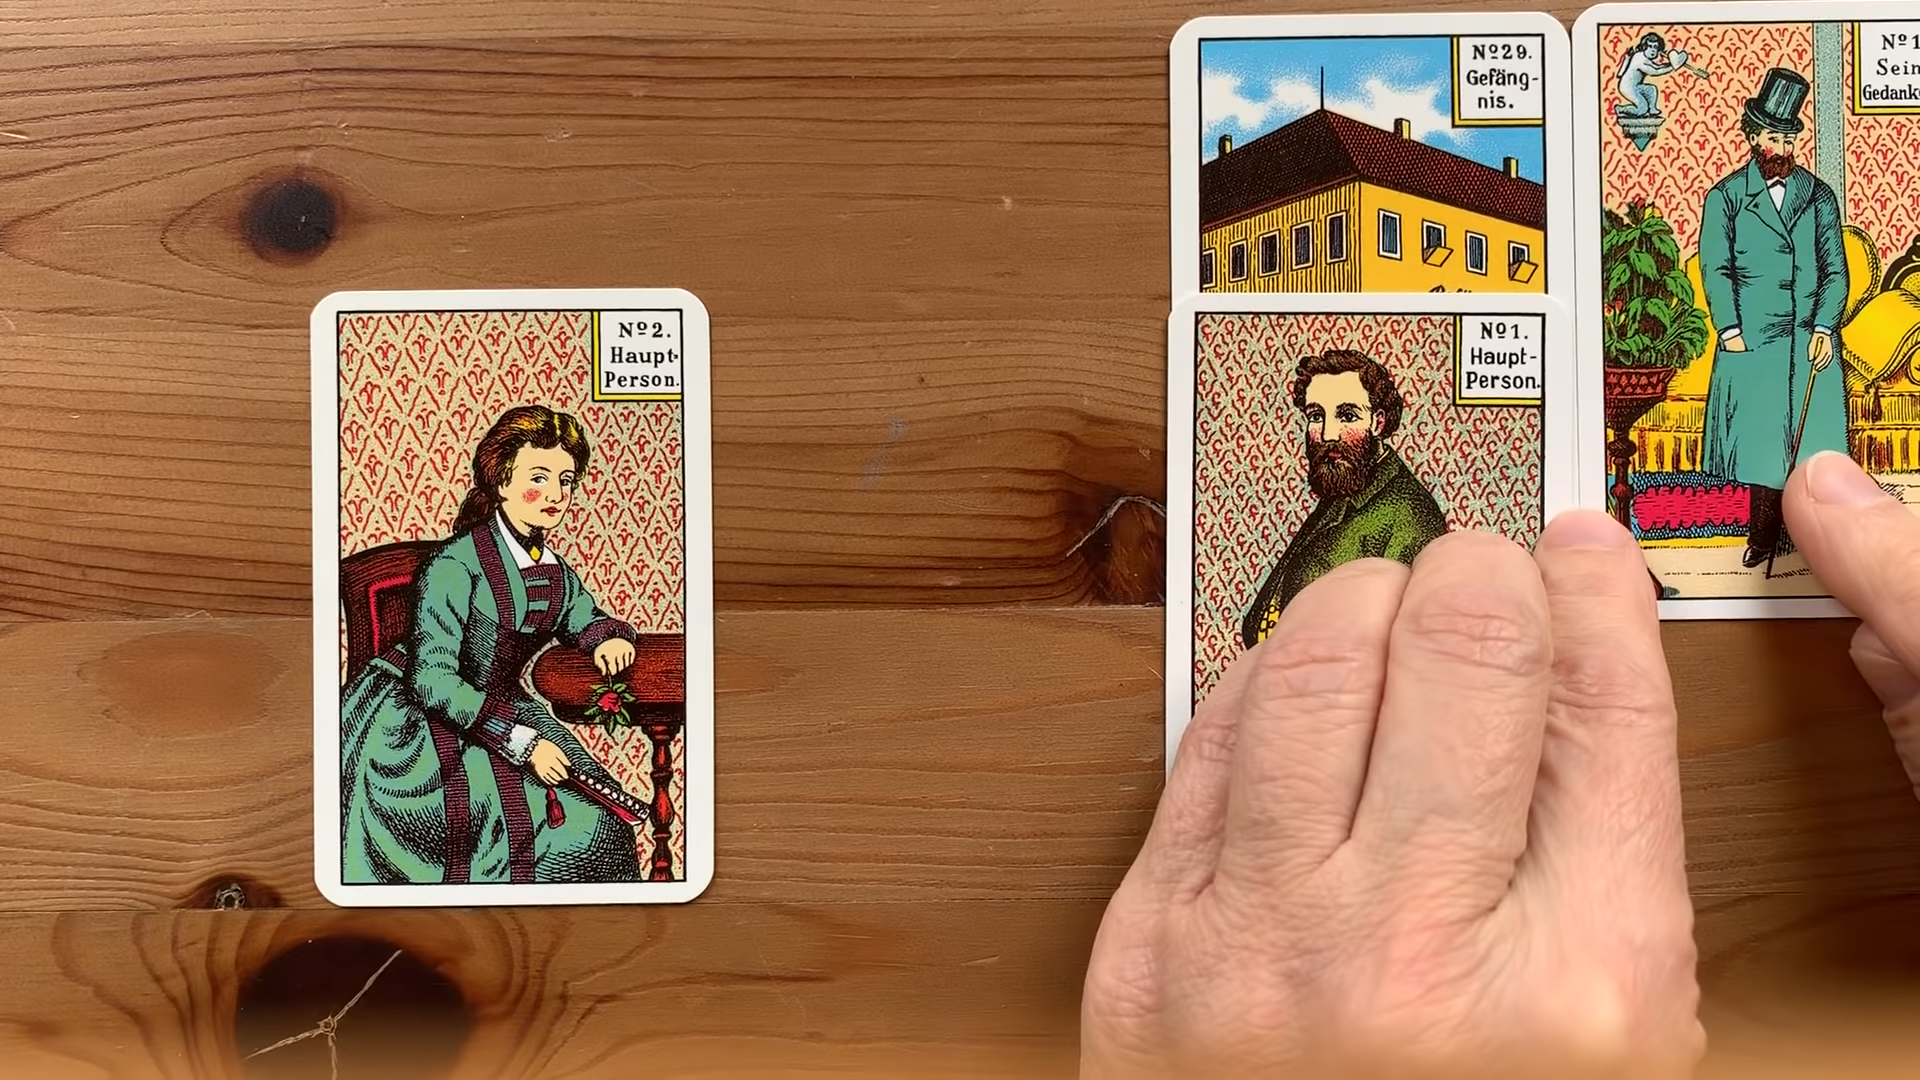 Nº2.
Haupt-
Person.
Nº29.
Gefäng-
nis.
Nº1.
Haupt-
Person.
Sein